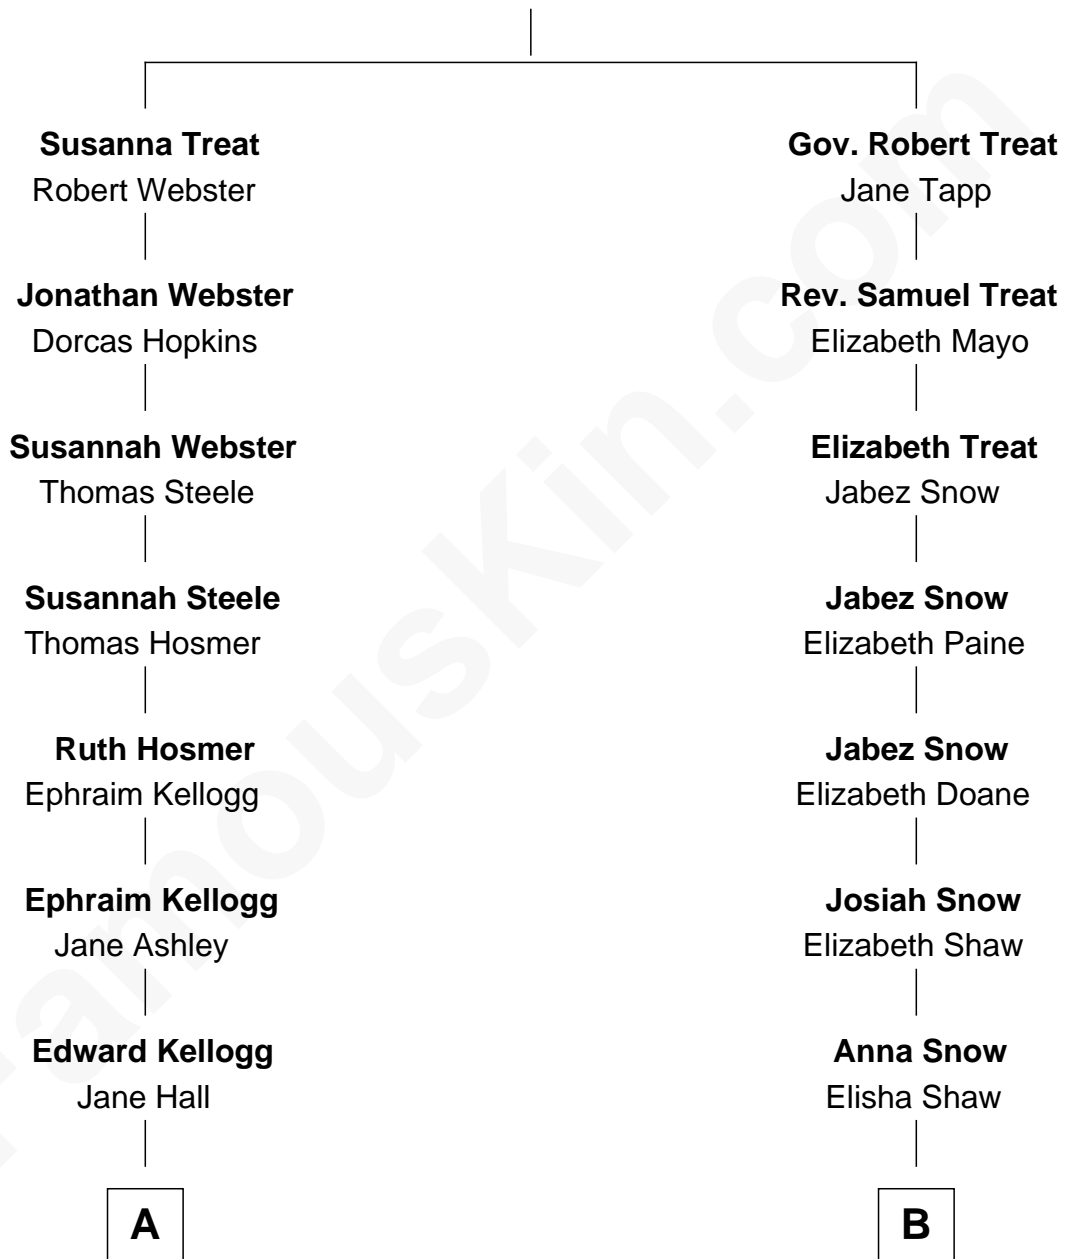 Susanna Treat
Robert Webster
Jonathan Webster
Dorcas Hopkins
Susannah Webster
Thomas Steele
Susannah Steele
Thomas Hosmer
Ruth Hosmer
Ephraim Kellogg
Ephraim Kellogg
Jane Ashley
Edward Kellogg
Jane Hall
A
Gov. Robert Treat
Jane Tapp
Rev. Samuel Treat
Elizabeth Mayo
Elizabeth Treat
Jabez Snow
Jabez Snow
Elizabeth Paine
Jabez Snow
Elizabeth Doane
Josiah Snow
Elizabeth Shaw
Anna Snow
Elisha Shaw
B
FamousKin.com